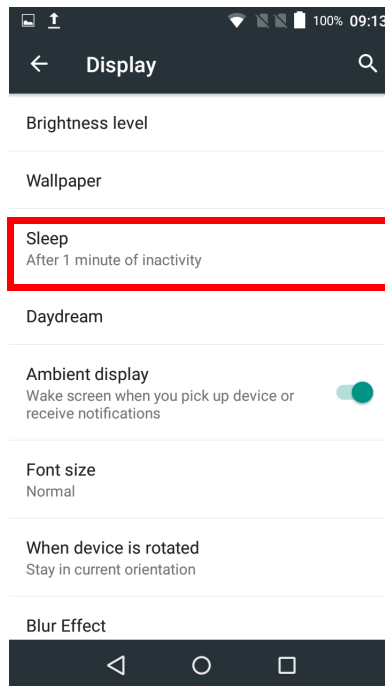 100% 09:13
Display
Brightness level
Wallpaper
Sleep
After 1 minute of inactivity
Daydream
Ambient display
Wake screen when you pick up device or
receive notifications
Font size
Normal
When device is rotated
Stay in current orientation
Blur Effect